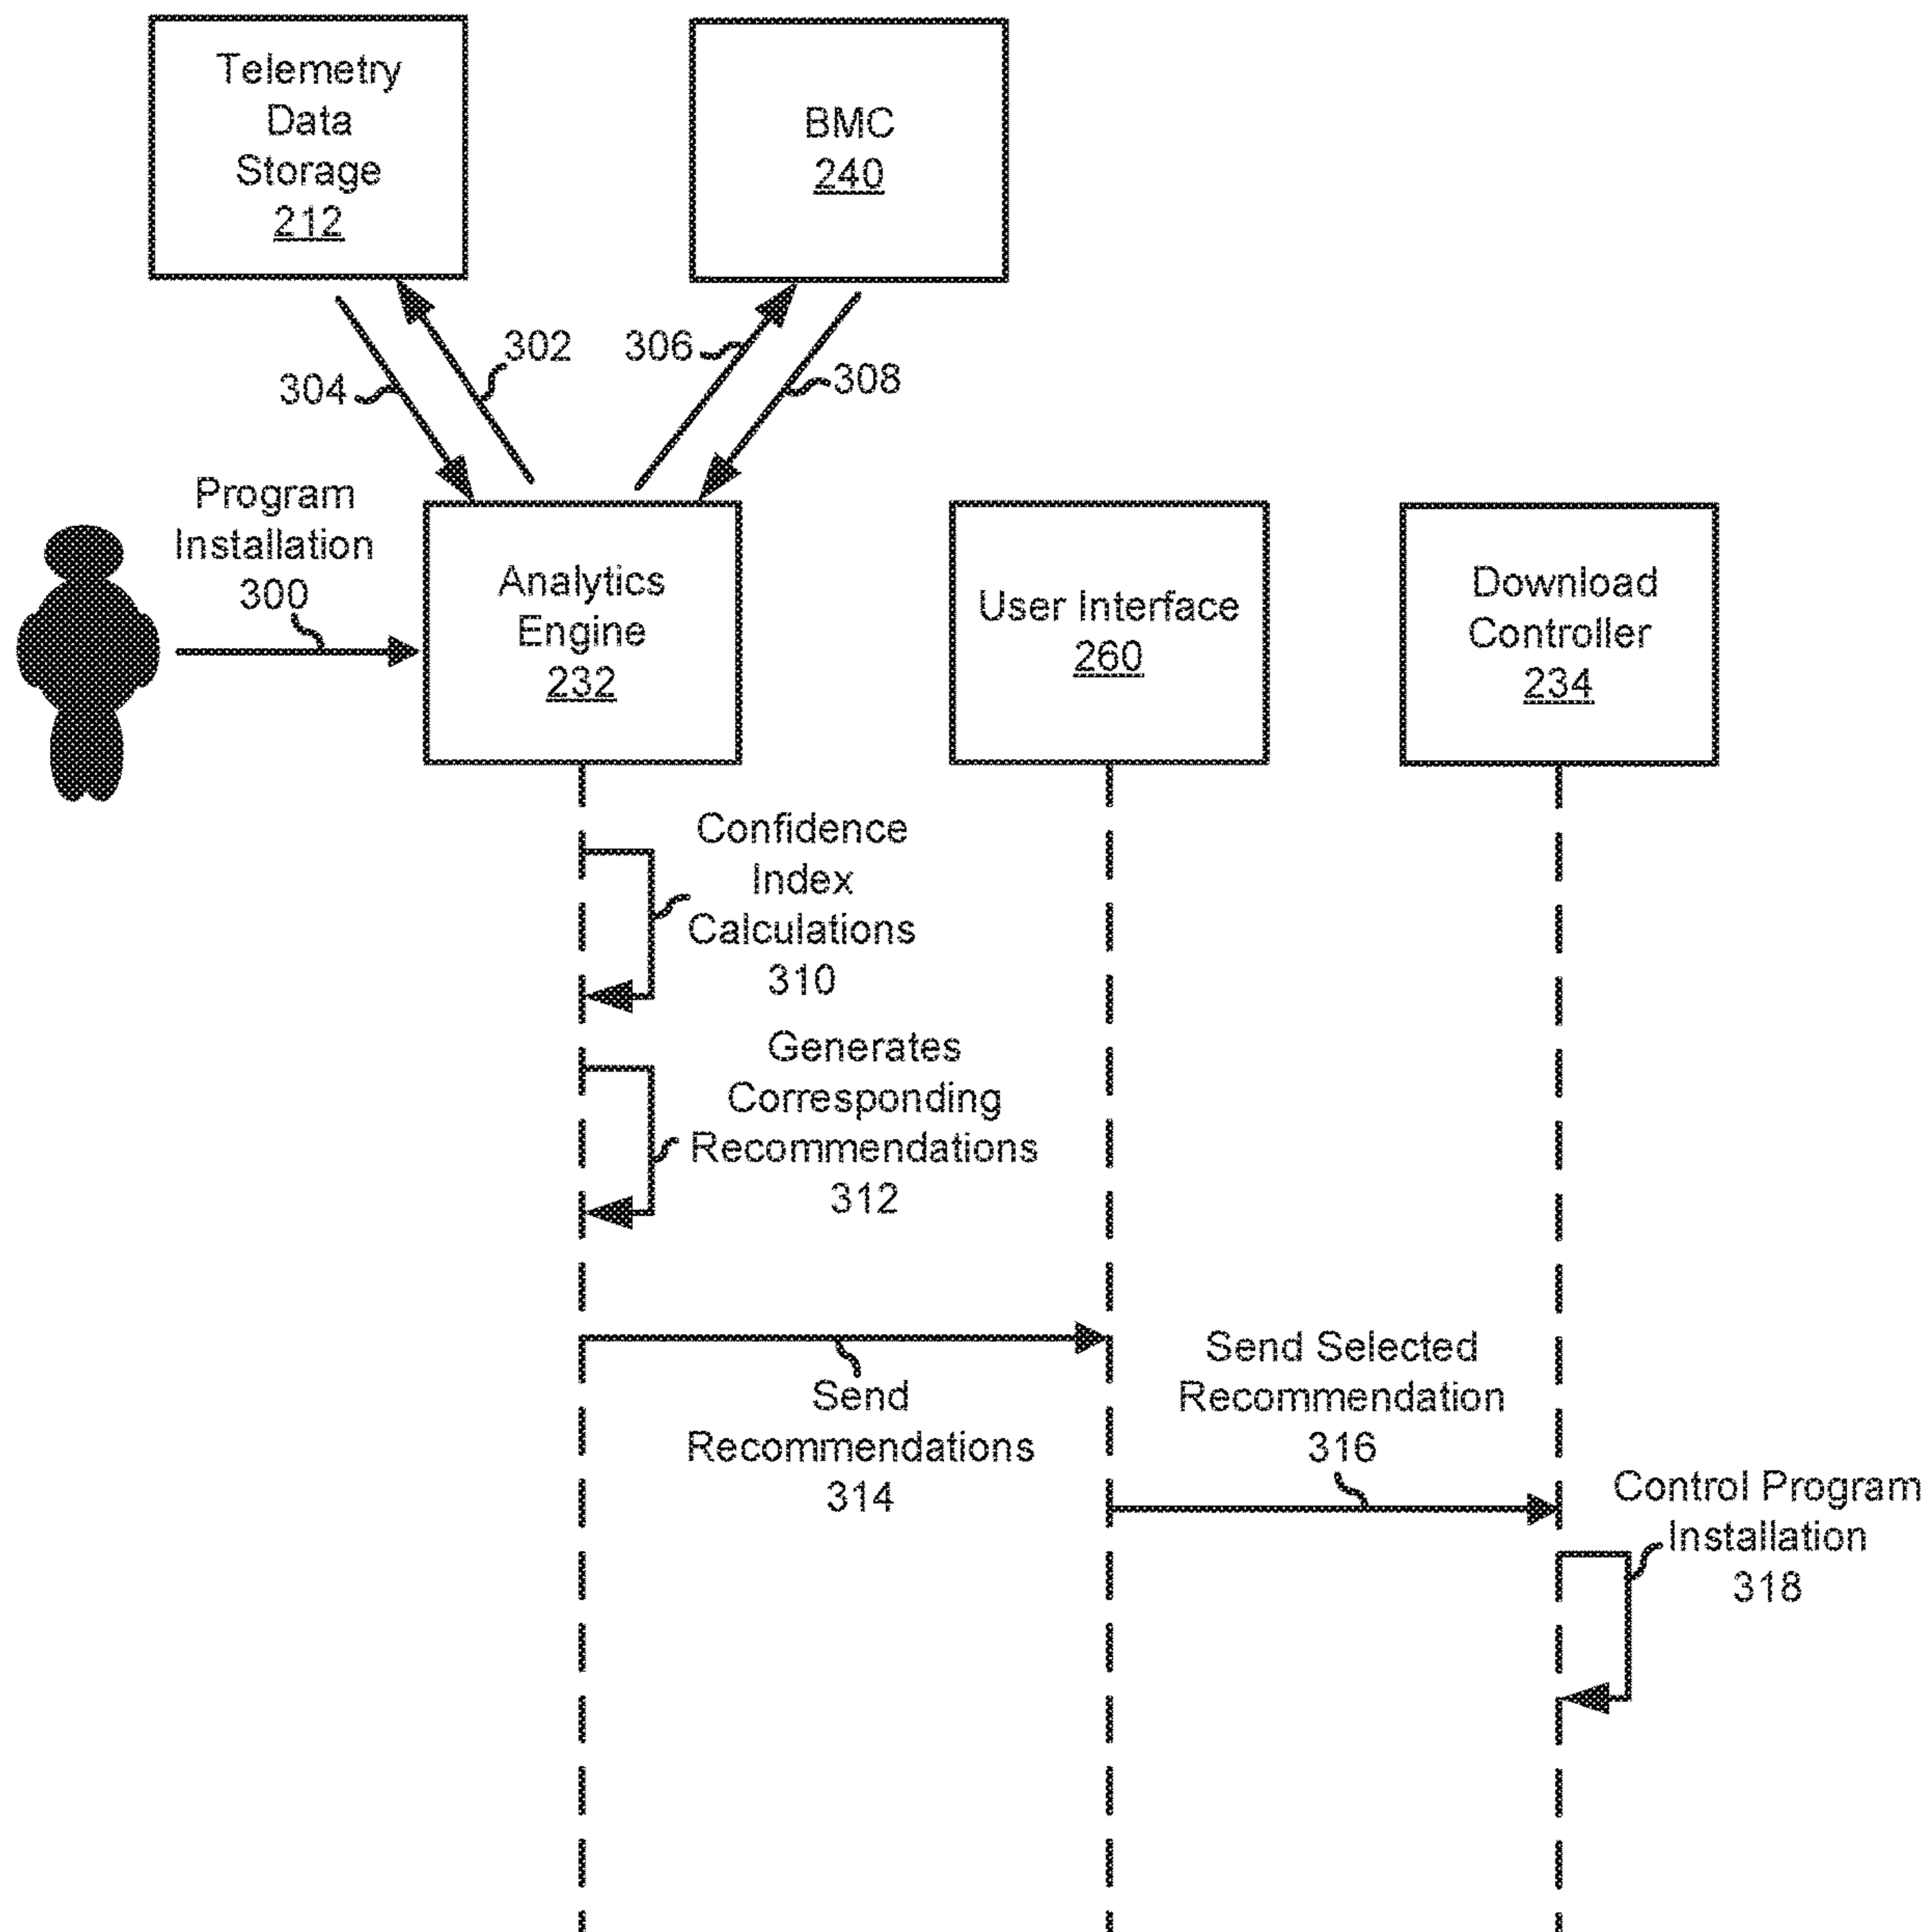 Telemetry
Data
Storage
212
BMC
240
302
306
304
308
Program
Installation
300
Analytics
Engine
232
User Interface
260
Download
Controller
234
Confidence
Index
Calculations
310
Generates
Corresponding
Recommendations
312
Send
Recommendations
314
Send Selected
Recommendation
316
Control Program
Installation
318